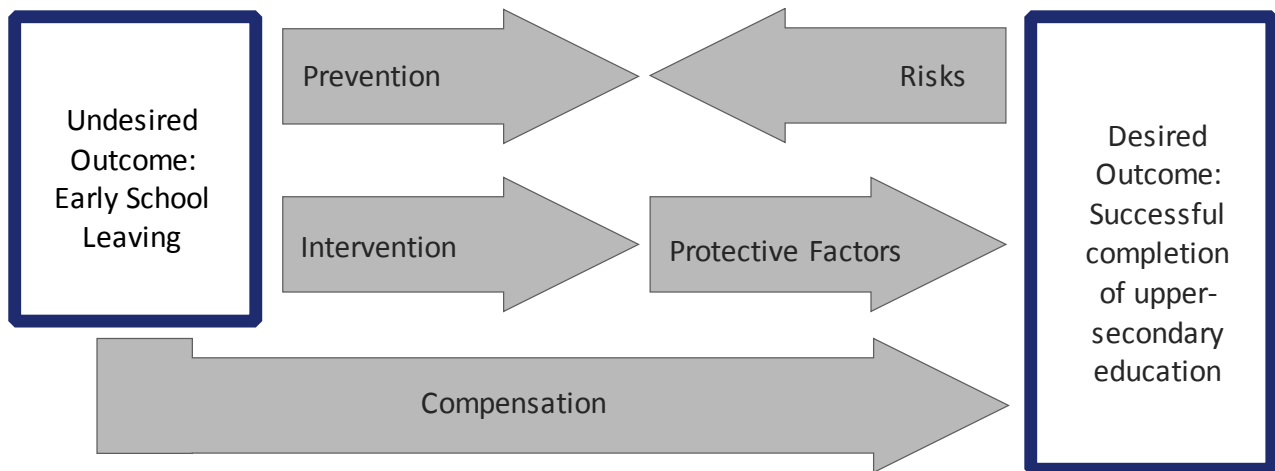 Undesired
Outcome:
Early School
Leaving
Prevention
Risks
Intervention
Protective Factors
Compensation
Desired
Outcome:
Successful
completion
of upper-
secondary
education